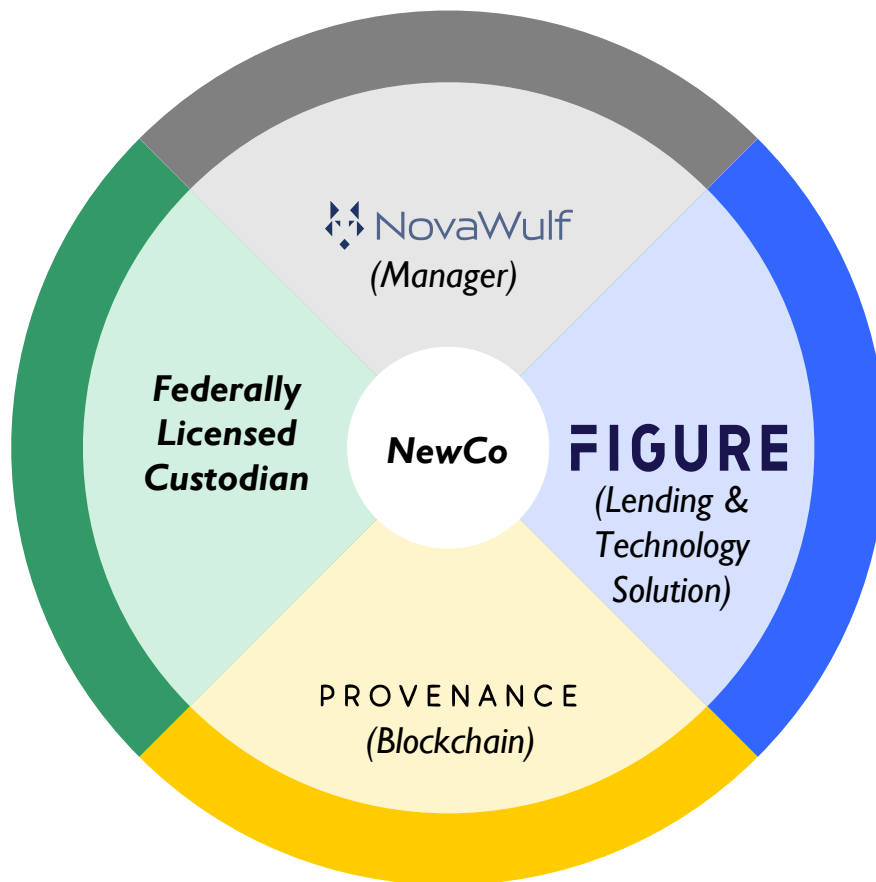 NovaWulf
(Manager)
Federally
Licensed
Custodian
NewCo
FIGURE
(Lending &
Technology
Solution)
PROVENANCE
(Blockchain)